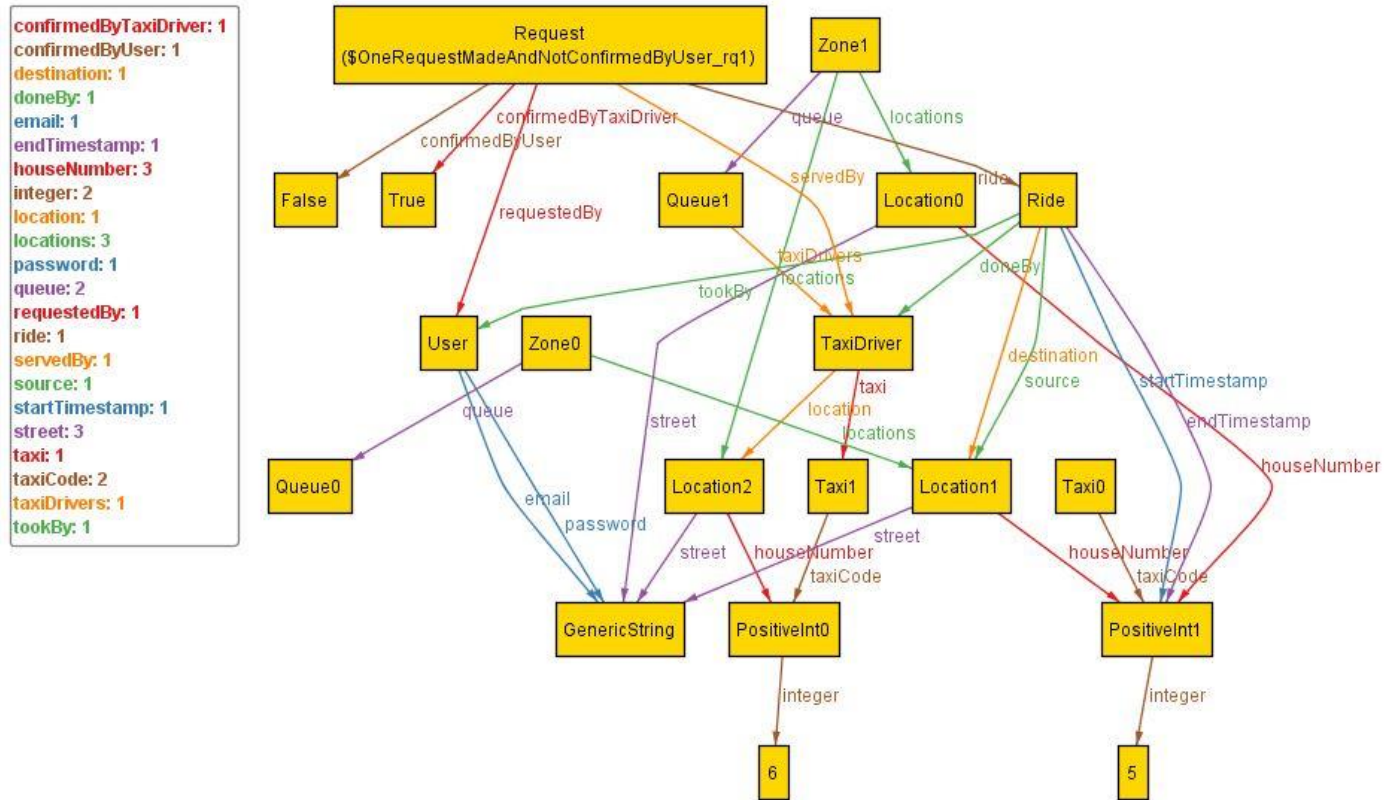 confirmedByTaxiDriver: 1
confirmedByUser: 1
destination: 1
doneBy: 1
email: 1
endTimestamp: 1
houseNumber: 3
integer: 2
location: 1
locations: 3
password: 1
queue: 2
requestedBy: 1
ride: 1
servedBy: 1
source: 1
startTimestamp: 1
street: 3
taxi: 1
taxiCode: 2
taxiDrivers: 1
tookBy: 1
Request
($OneRequestMadeAndNotConfirmedByUser_rq1)
Zone1
confirmedByTaxiDriver
queue
locations
confirmedByUser
servedBy
ride
False
True
Queue1
Location0
Ride
requestedBy
taxiDrivers
doneBy
locations
tookBy
User
Zone0
TaxiDriver
destination
source
startTimestamp
taxi
queue
location
street
locations
endTimestamp
houseNumber
Queue0
Location2
Taxi1
Location1
Taxi0
email
password
street
houseNumber
street
houseNumber
taxiCode
taxiCode
GenericString
PositiveInt0
PositiveInt1
integer
integer
6
5